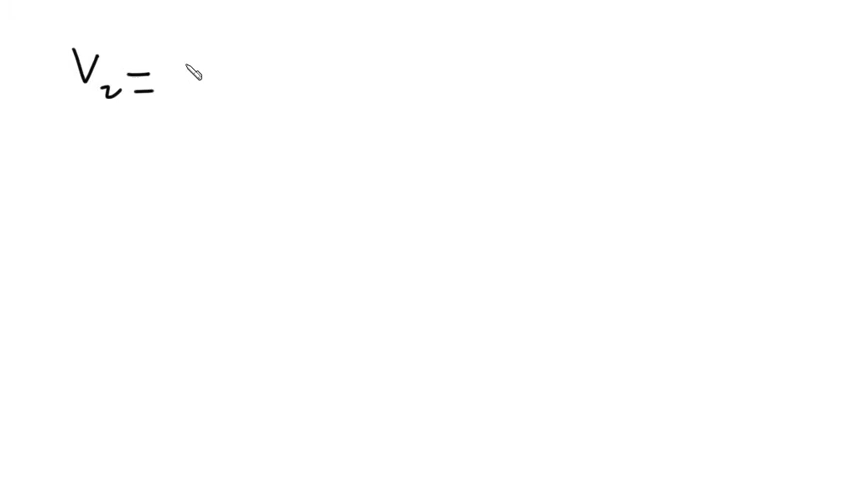 V₂ =